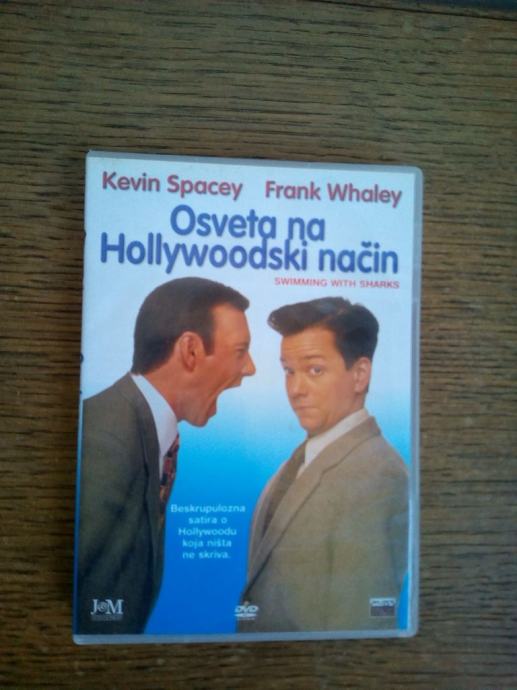 Kevin Spacey Frank Whaley
Osveta na
Hollywoodski način
SWIMMING WITH SHARKS
Beskrupulozna
satira o
Hollywoodu
koja ništa
ne skriva.
J&M
DVD